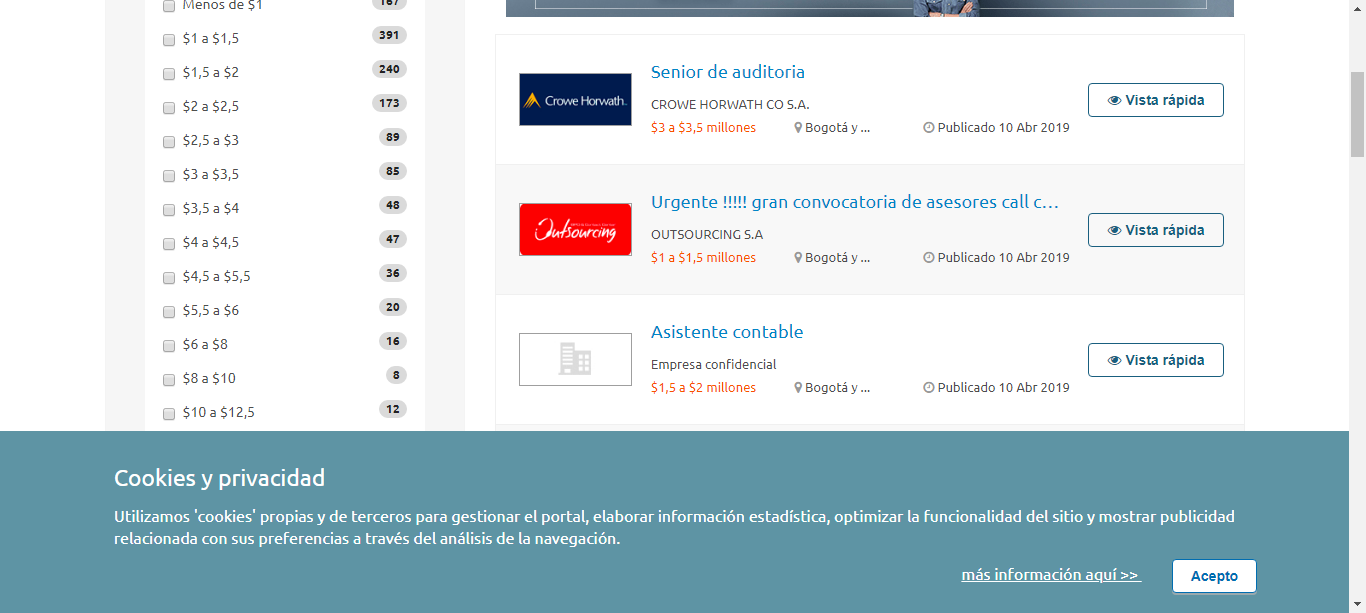 Menos de $1 167
$1 a $1,5 391
$1,5 a $2 240
$2 a $2,5 173
$2,5 a $3 89
$3 a $3,5 85
$3,5 a $4 48
$4 a $4,5 47
$4,5 a $5,5 36
$5,5 a $6 20
$6 a $8 16
$8 a $10 8
$10 a $12,5 12
Crowe Horwath
Senior de auditoria
CROWE HORWATH CO S.A.
$3 a $3,5 millones Bogotá y ... Publicado 10 Abr 2019
Vista rápida
Outsourcing
Urgente !!!!! gran convocatoria de asesores call c...
OUTSOURCING S.A
$1 a $1,5 millones Bogotá y ... Publicado 10 Abr 2019
Vista rápida
Asistente contable
Empresa confidencial
$1,5 a $2 millones Bogotá y ... Publicado 10 Abr 2019
Vista rápida
Cookies y privacidad
Utilizamos 'cookies' propias y de terceros para gestionar el portal, elaborar información estadística, optimizar la funcionalidad del sitio y mostrar publicidad
relacionada con sus preferencias a través del análisis de la navegación.
más información aquí >>
Acepto